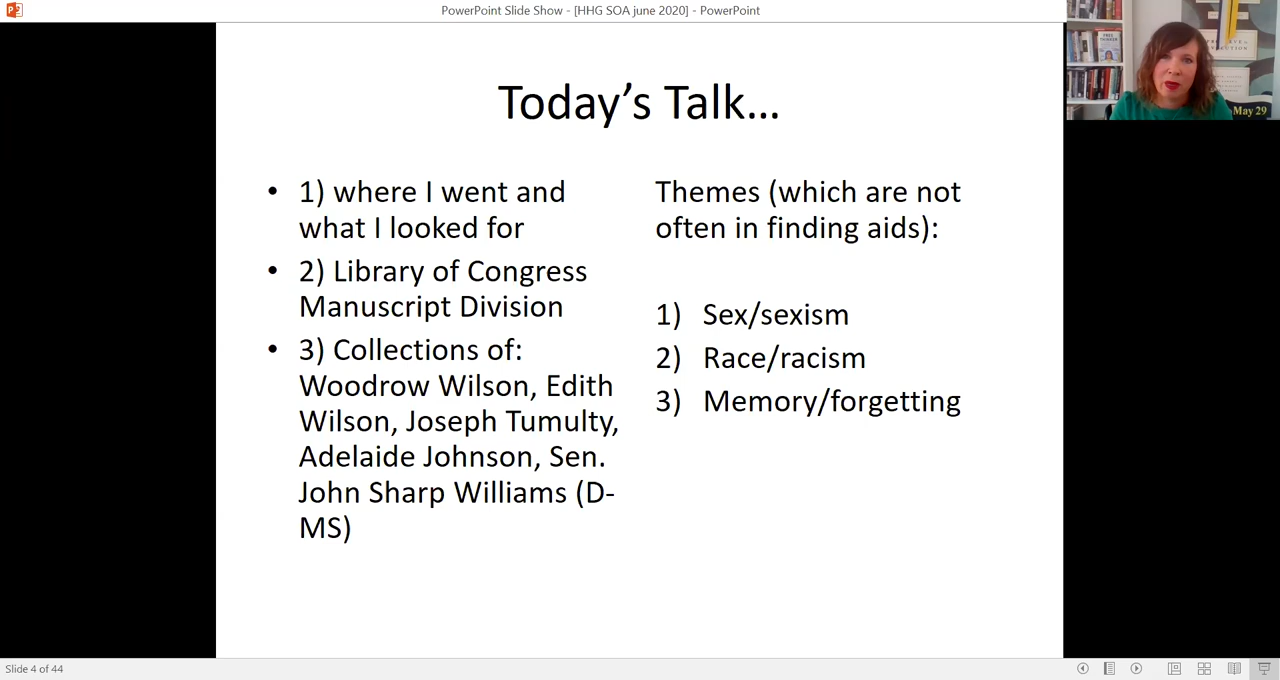 PowerPoint Slide Show - [HHG SOA june 2020] - PowerPoint
Today's Talk...
• 1) where I went and
what I looked for
• 2) Library of Congress
Manuscript Division
• 3) Collections of:
Woodrow Wilson, Edith
Wilson, Joseph Tumulty,
Adelaide Johnson, Sen.
John Sharp Williams (D-
MS)
Themes (which are not
often in finding aids):
1) Sex/sexism
2) Race/racism
3) Memory/forgetting
FREE
THINKER
May 29
Slide 4 of 44